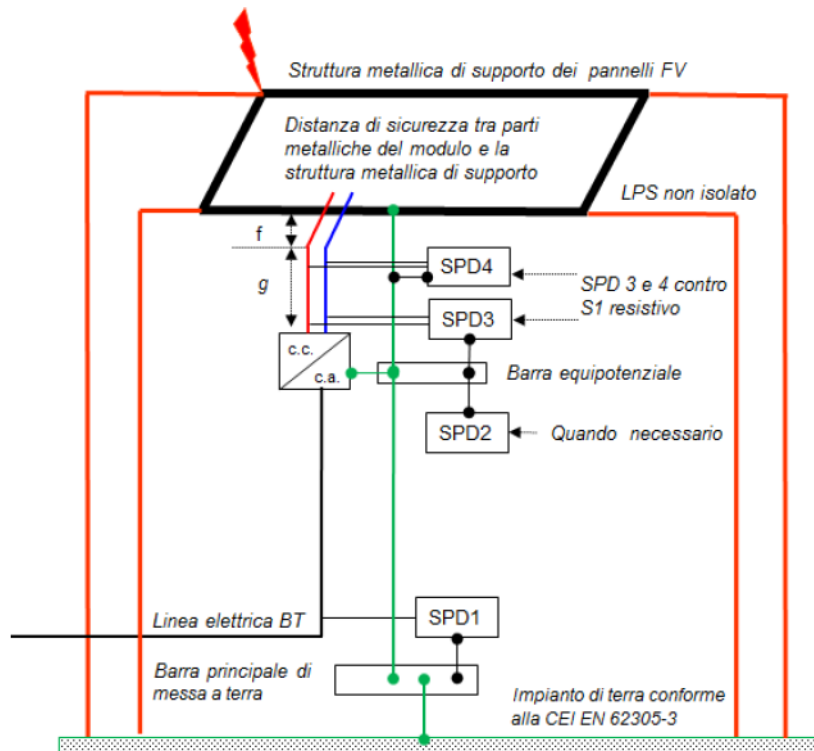 Struttura metallica di supporto dei pannelli FV
Distanza di sicurezza tra parti
metalliche del modulo e la
struttura metallica di supporto
LPS non isolato
f
g
SPD4
SPD 3 e 4 contro
S1 resistivo
SPD3
c.c.
c.a.
Barra equipotenziale
SPD2
Quando necessario
Linea elettrica BT
SPD1
Barra principale di
messa a terra
Impianto di terra conforme
alla CEI EN 62305-3